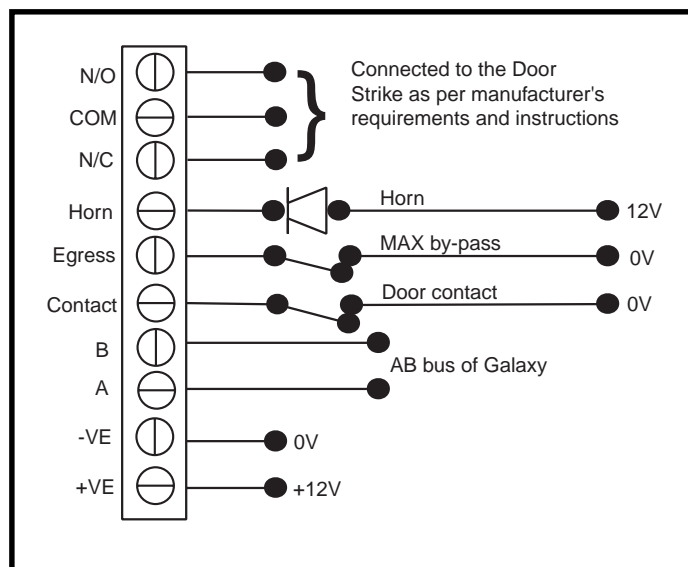 N/O
Connected to the Door
Strike as per manufacturer's
requirements and instructions
COM
N/C
Horn
Horn
12V
Egress
MAX by-pass
0V
Contact
Door contact
0V
B
AB bus of Galaxy
A
-VE
0V
+VE
+12V